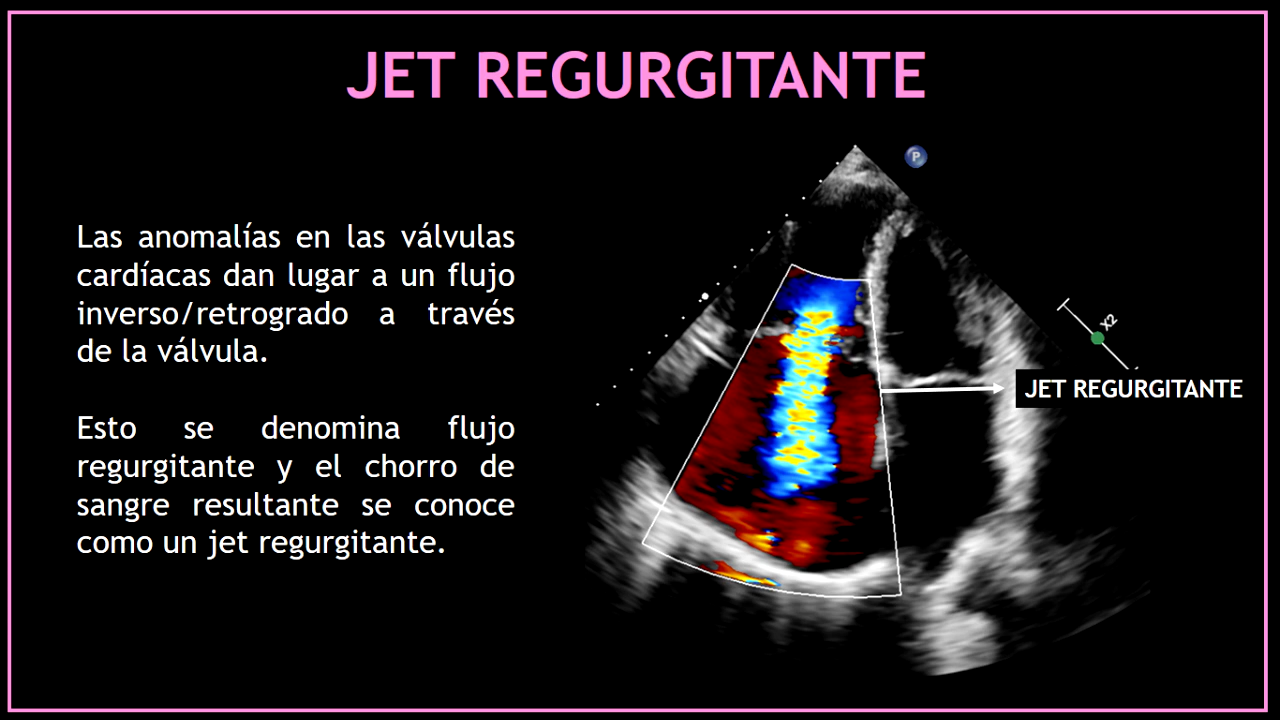 JET REGURGITANTE
Las anomalías en las válvulas
cardíacas dan lugar a un flujo
inverso/retrogrado a través
de la válvula.
Esto se denomina flujo
regurgitante y el chorro de
sangre resultante se conoce
como un jet regurgitante.
P
X2
JET REGURGITANTE